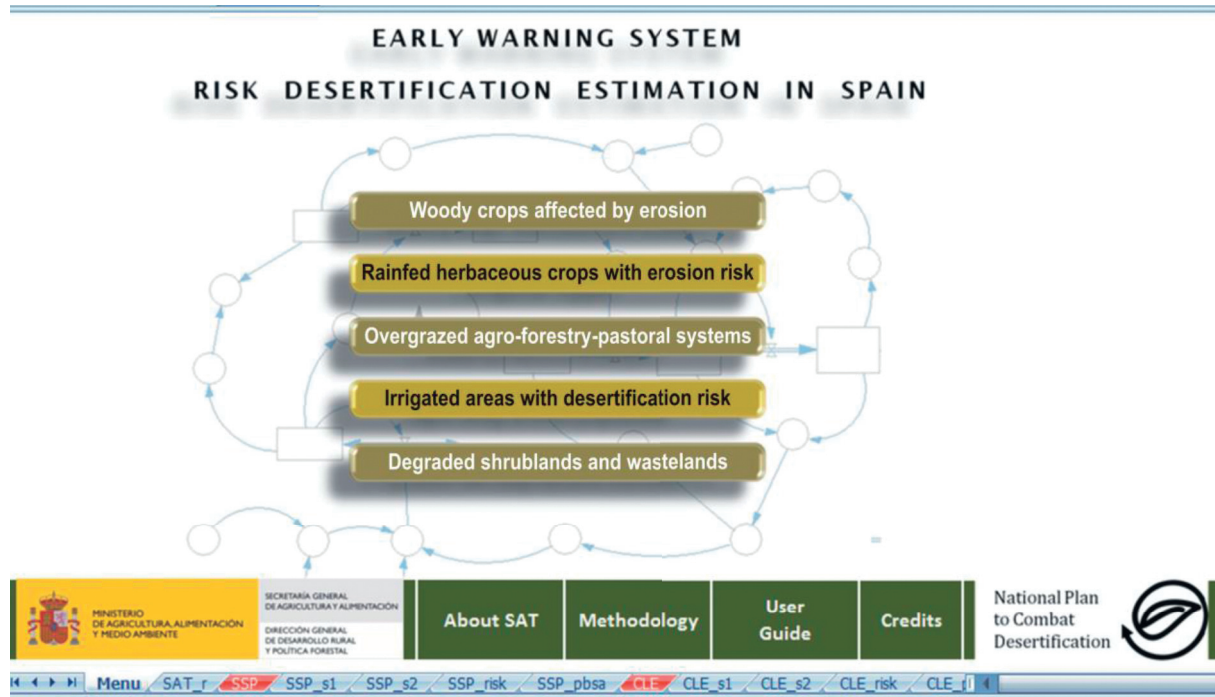 EARLY WARNING SYSTEM
RISK DESERTIFICATION ESTIMATION IN SPAIN
Woody crops affected by erosion
Rainfed herbaceous crops with erosion risk
Overgrazed agro-forestry-pastoral systems
Irrigated areas with desertification risk
Degraded shrublands and wastelands
MINISTERIO
DE AGRICULTURA, ALIMENTACIÓN
Y MEDIO AMBIENTE
SECRETARÍA GENERAL
DE AGRICULTURA Y ALIMENTACIÓN
DIRECCIÓN GENERAL
DE DESARROLLO RURAL
Y POLÍTICA FORESTAL
About SAT
Methodology
User
Guide
Credits
National Plan
to Combat
Desertification
Menu SAT_r SSP SSP_s1 SSP_s2 SSP_risk SSP_pbsa CLE CLE_s1 CLE_s2 CLE_risk